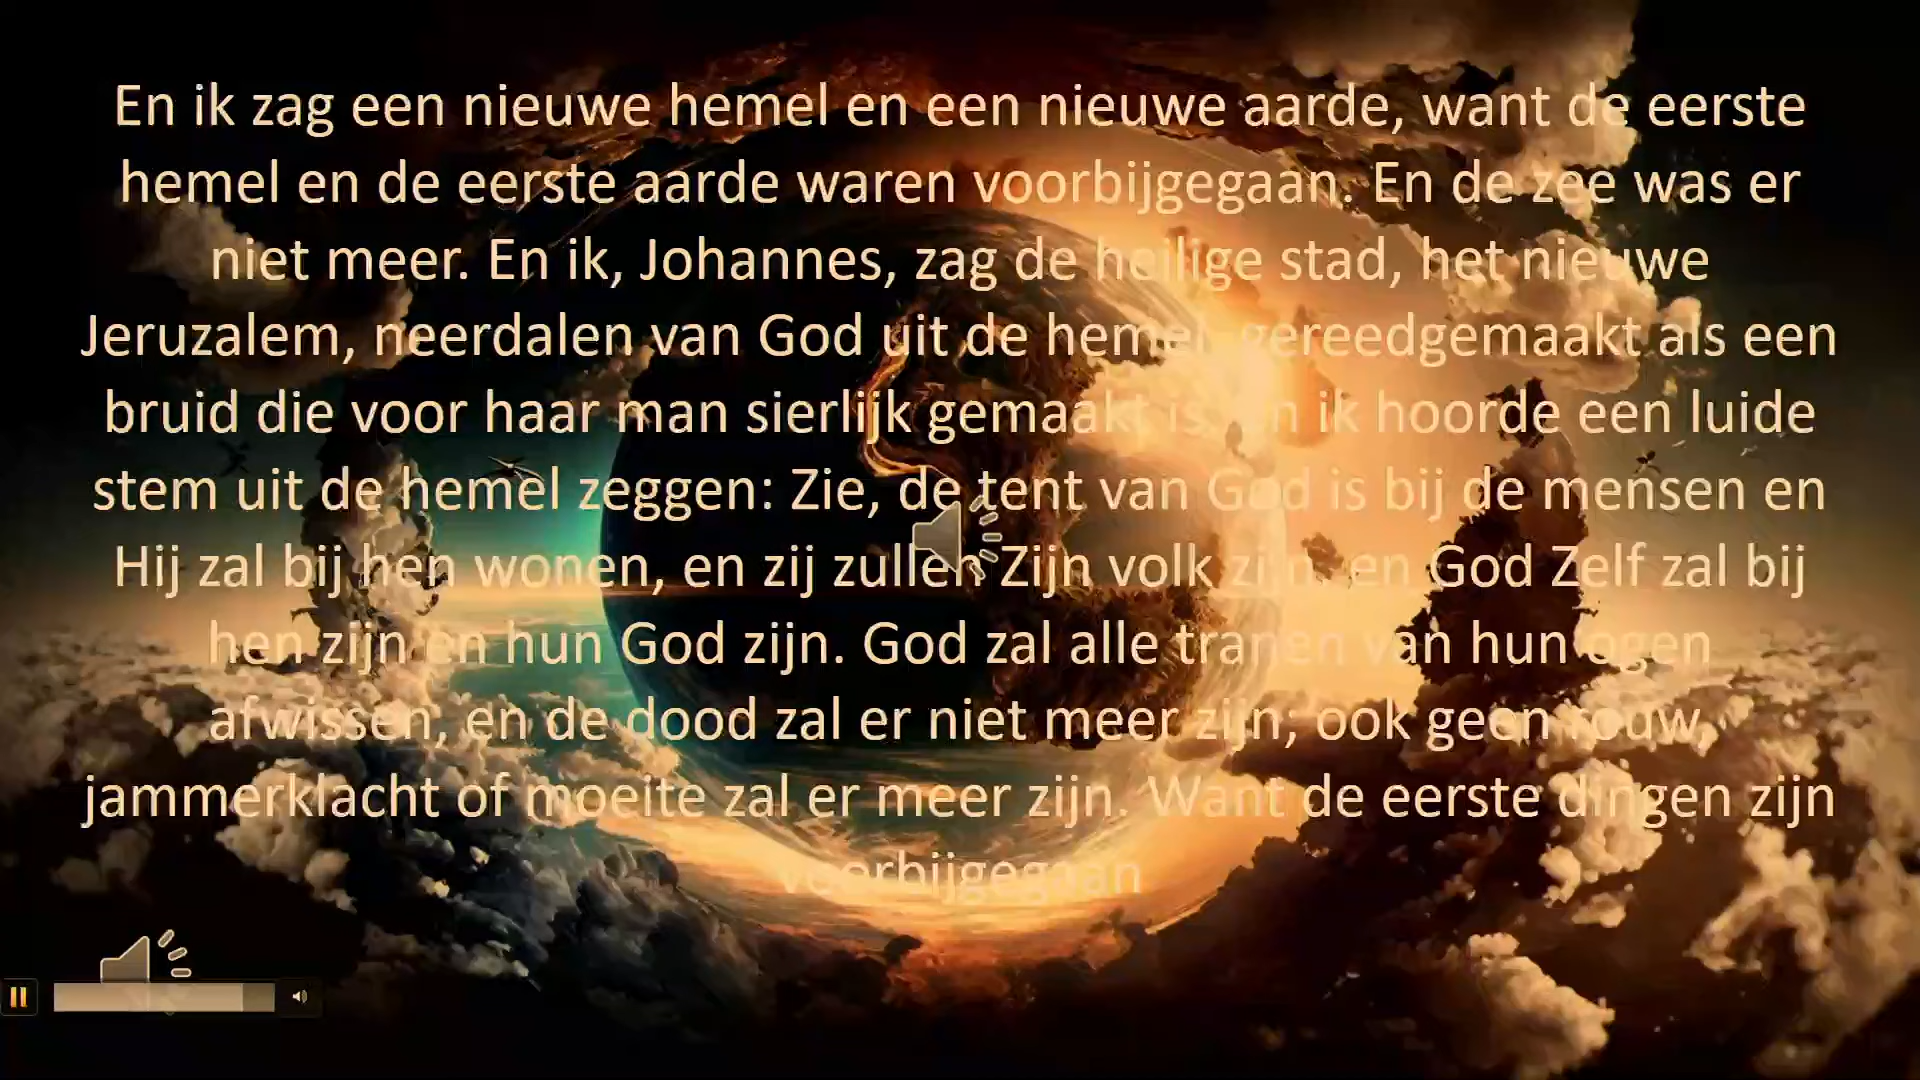 En ik zag een nieuwe hemel en een nieuwe aarde, want de eerste
hemel en de eerste aarde waren voorbijgegaan. En de zee was er
niet meer. En ik, Johannes, zag de heilige stad, het nieuwe
Jeruzalem, neerdalen van God uit de hemel, gereedgemaakt als een
bruid die voor haar man sierlijk gemaakt is. En ik hoorde een luide
stem uit de hemel zeggen: Zie, de tent van God is bij de mensen en
Hij zal bij hen wonen, en zij zullen Zijn volk zijn, en God Zelf zal bij
hen zijn en hun God zijn. God zal alle tranen van hun ogen
afwissen, en de dood zal er niet meer zijn; ook geen rouw,
jammerklacht of moeite zal er meer zijn. Want de eerste dingen zijn
voorbijgegaan